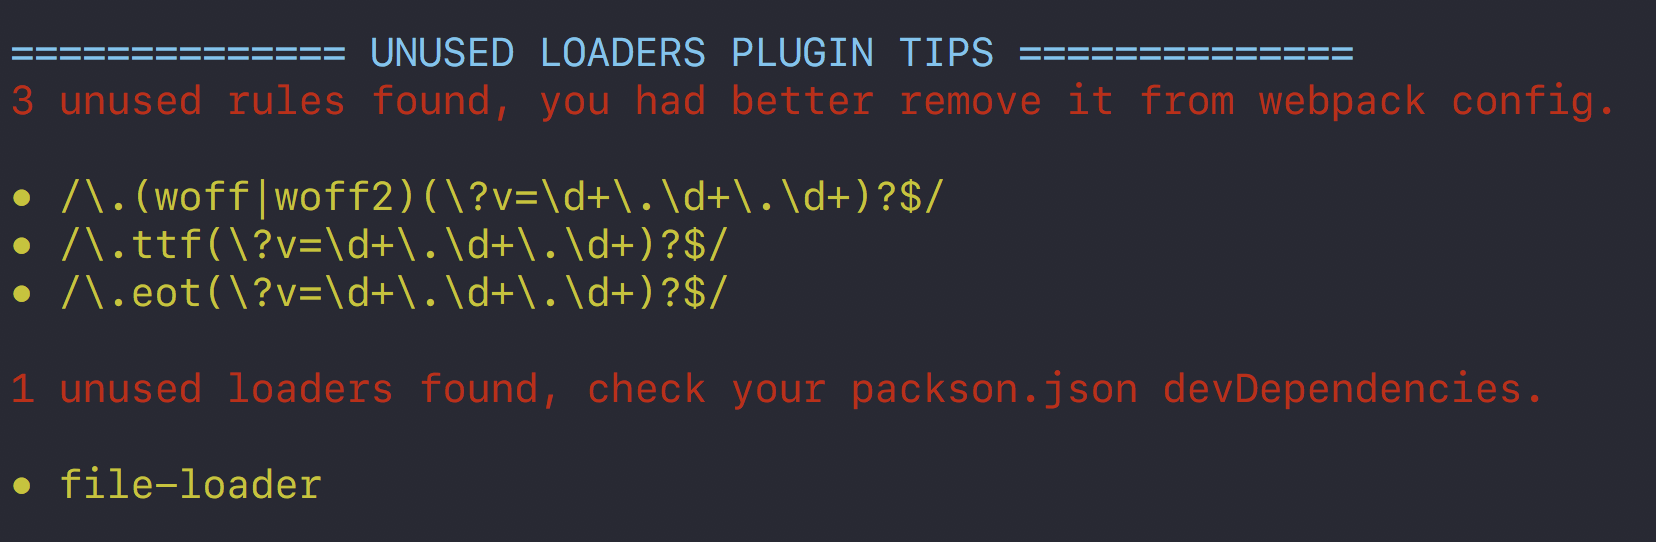 ============== UNUSED LOADERS PLUGIN TIPS ==============
3 unused rules found, you had better remove it from webpack config.
● /\.(woff|woff2)(\?v=\d+\.\d+\.\d+)?$/
● /\.ttf(\?v=\d+\.\d+\.\d+)?$/
● /\.eot(\?v=\d+\.\d+\.\d+)?$/
1 unused loaders found, check your packson.json devDependencies.
● file-loader